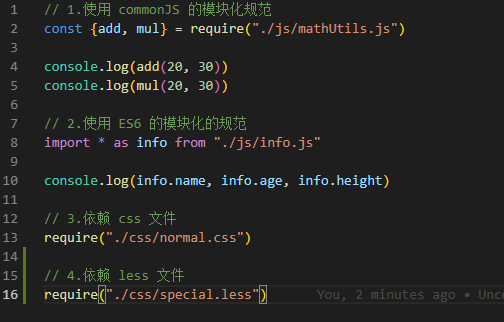 1 // 1.使用 commonJS 的模块化规范
2 const {add, mul} = require("./js/mathUtils.js")
3
4 console.log(add(20, 30))
5 console.log(mul(20, 30))
6
7 // 2.使用 ES6 的模块化的规范
8 import * as info from "./js/info.js"
9
10 console.log(info.name, info.age, info.height)
11
12 // 3.依赖 css 文件
13 require("./css/normal.css")
14
15 // 4.依赖 less 文件
16 require("./css/special.less") You, 2 minutes ago • Unco